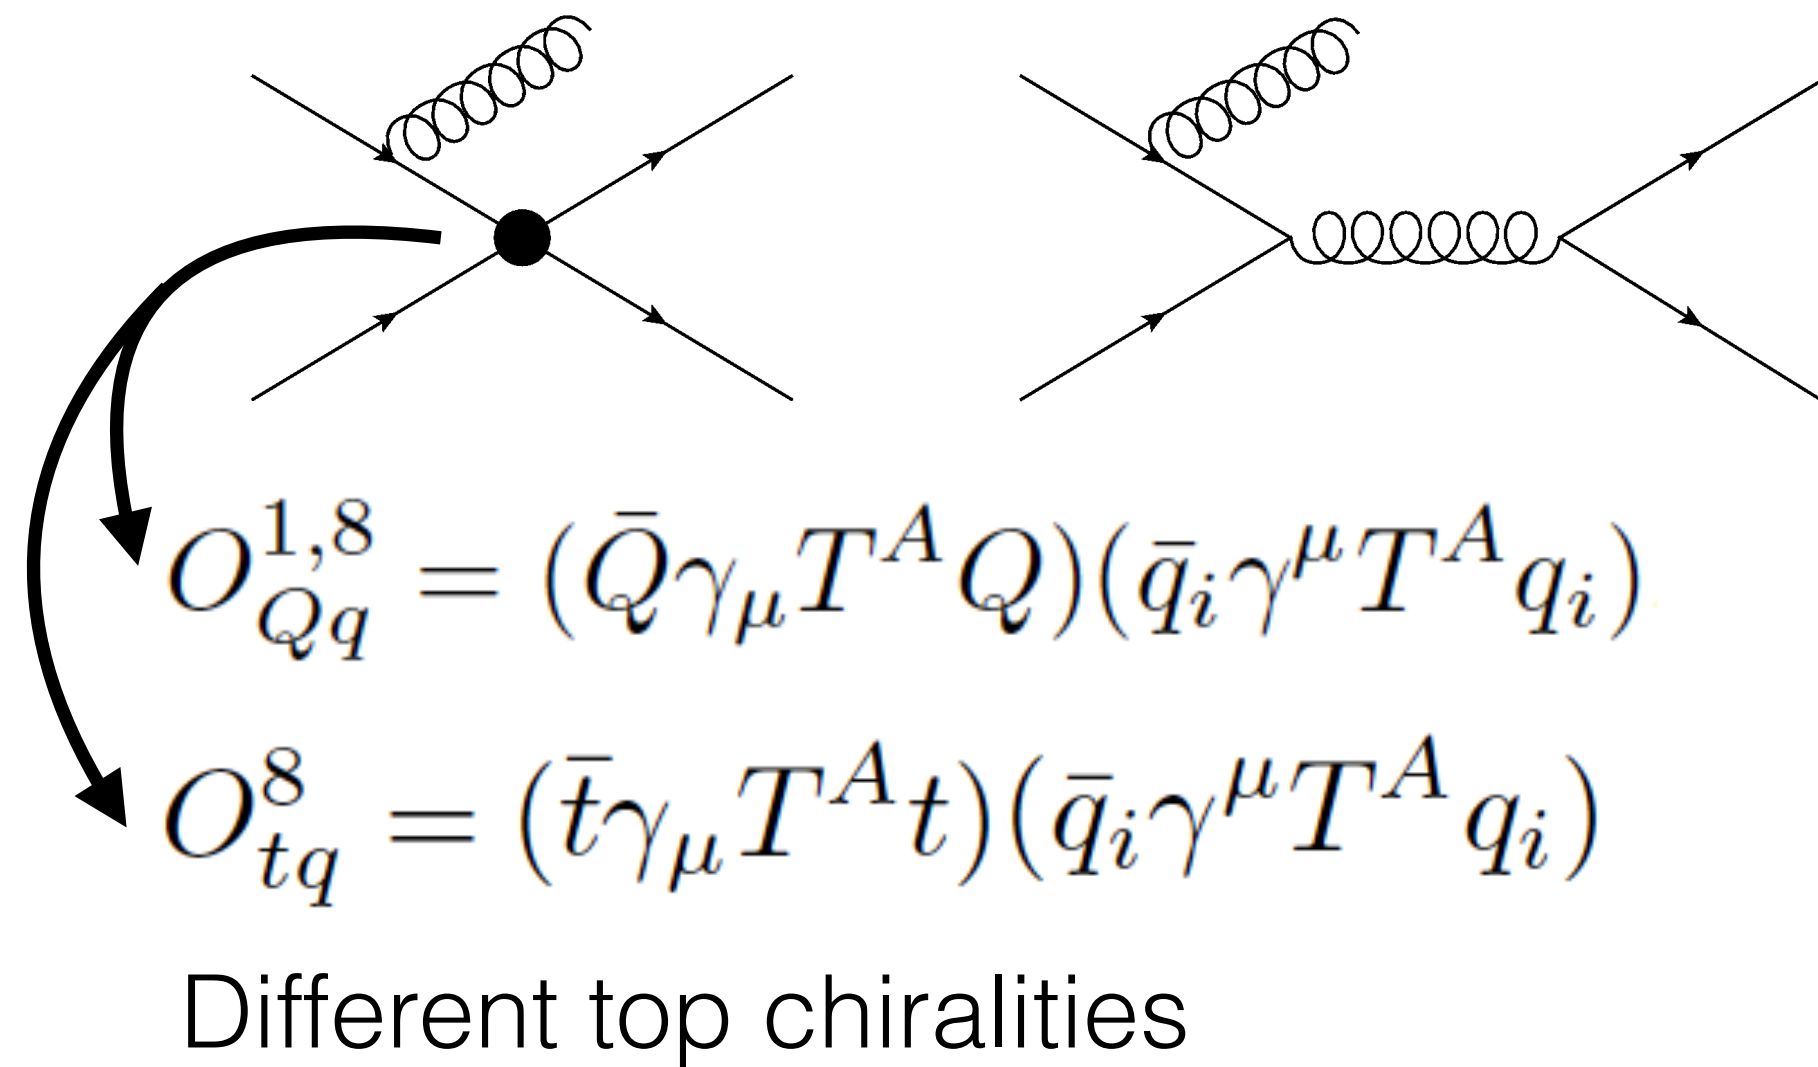 $O_{Qq}^{1,8} = (\bar{Q}\gamma_\mu T^A Q)(\bar{q}_i \gamma^\mu T^A q_i)$
$O_{tq}^{8} = (\bar{t}\gamma_\mu T^A t)(\bar{q}_i \gamma^\mu T^A q_i)$
Different top chiralities